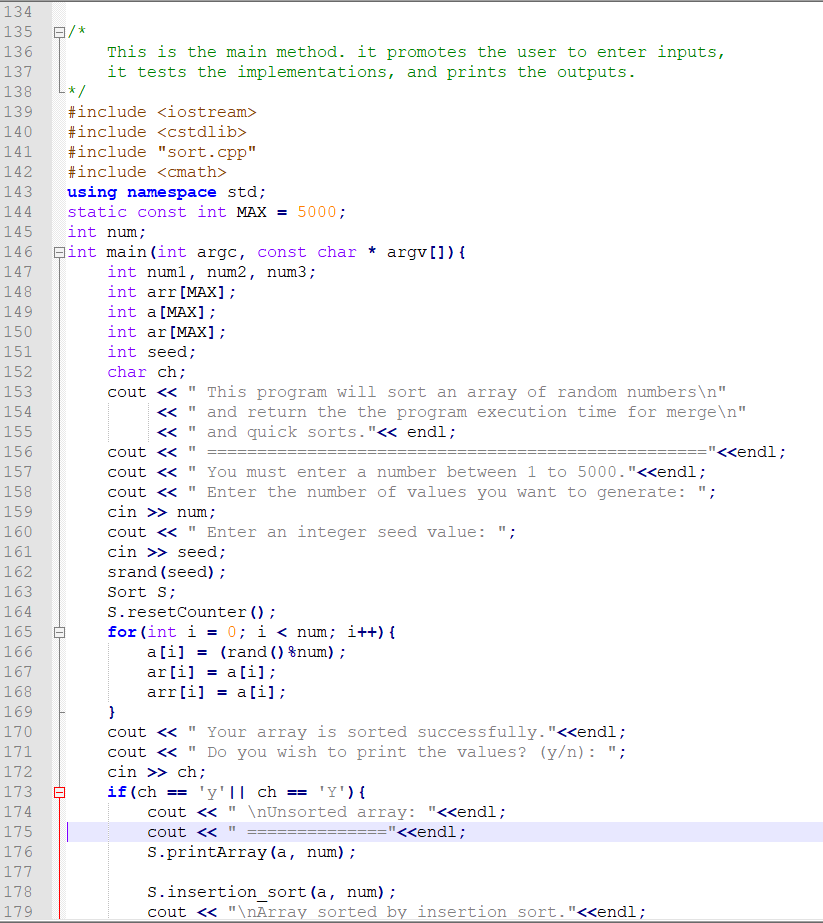 134
135 /*
136     This is the main method. it promotes the user to enter inputs,
137     it tests the implementations, and prints the outputs.
138 */
139 #include <iostream>
140 #include <cstdlib>
141 #include "sort.cpp"
142 #include <cmath>
143 using namespace std;
144 static const int MAX = 5000;
145 int num;
146 int main(int argc, const char * argv[]){
147     int num1, num2, num3;
148     int arr[MAX];
149     int a[MAX];
150     int ar[MAX];
151     int seed;
152     char ch;
153     cout << " This program will sort an array of random numbers\n"
154          << " and return the the program execution time for merge\n"
155          << " and quick sorts."<< endl;
156     cout << " =================================================="<<endl;
157     cout << " You must enter a number between 1 to 5000."<<endl;
158     cout << " Enter the number of values you want to generate: ";
159     cin >> num;
160     cout << " Enter an integer seed value: ";
161     cin >> seed;
162     srand(seed);
163     Sort S;
164     S.resetCounter();
165     for(int i = 0; i < num; i++){
166         a[i] = (rand()%num);
167         ar[i] = a[i];
168         arr[i] = a[i];
169     }
170     cout << " Your array is sorted successfully."<<endl;
171     cout << " Do you wish to print the values? (y/n): ";
172     cin >> ch;
173     if(ch == 'y'|| ch == 'Y'){
174         cout << " \nUnsorted array: "<<endl;
175         cout << " =============="<<endl;
176         S.printArray(a, num);
177
178         S.insertion_sort(a, num);
179         cout << "\nArray sorted by insertion sort."<<endl;